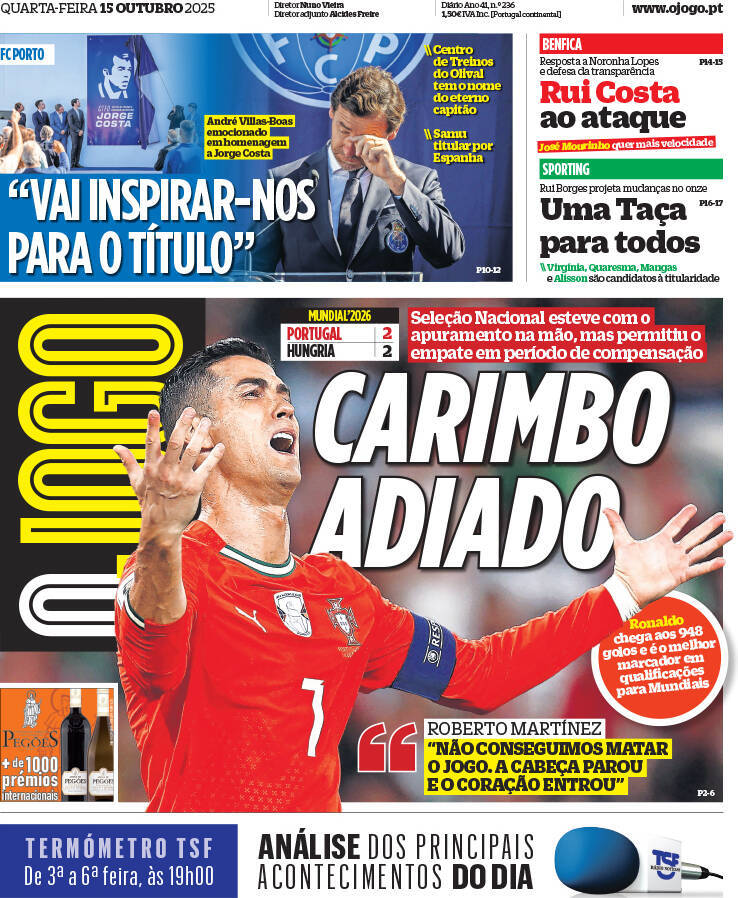 QUARTA-FEIRA 15 OUTUBRO 2025
Diretor Nuno Vieira
Diretor adjunto Alcides Freire
Diário Ano 41, n.º 236
1,50€ IVA Inc. [Portugal continental]
www.ojogo.pt
FC PORTO
JORGE
COSTA
André Villas-Boas
emocionado
em homenagem
a Jorge Costa
FCP
\\ Centro
de Treinos
do Olival
tem o nome
do eterno
capitão
\\ Samu
titular por
Espanha
“VAI INSPIRAR-NOS
PARA O TÍTULO”
P10-12
BENFICA
Resposta a Noronha Lopes
e defesa da transparência
P14-15
Rui Costa
ao ataque
José Mourinho quer mais velocidade
SPORTING
Rui Borges projeta mudanças no onze
P16-17
Uma Taça
para todos
\\ Virgínia, Quaresma, Mangas
e Alisson são candidatos à titularidade
O JOGO
MUNDIAL'2026
PORTUGAL 2
HUNGRIA 2
Seleção Nacional esteve com o
apuramento na mão, mas permitiu o
empate em período de compensação
CARIMBO
ADIADO
7
RES
Ronaldo
chega aos 948
golos e é o melhor
marcador em
qualificações
para Mundiais
ROBERTO MARTÍNEZ
“NÃO CONSEGUIMOS MATAR
O JOGO. A CABEÇA PAROU
E O CORAÇÃO ENTROU”
P2-6
PEGÕES
+ de 1000
prémios
internacionais
PEGÕES
PEGÕES
TERMÓMETRO TSF
De 3ª a 6ª feira, às 19h00
ANÁLISE DOS PRINCIPAIS
ACONTECIMENTOS DO DIA
TSF
RÁDIO NOTÍCIAS